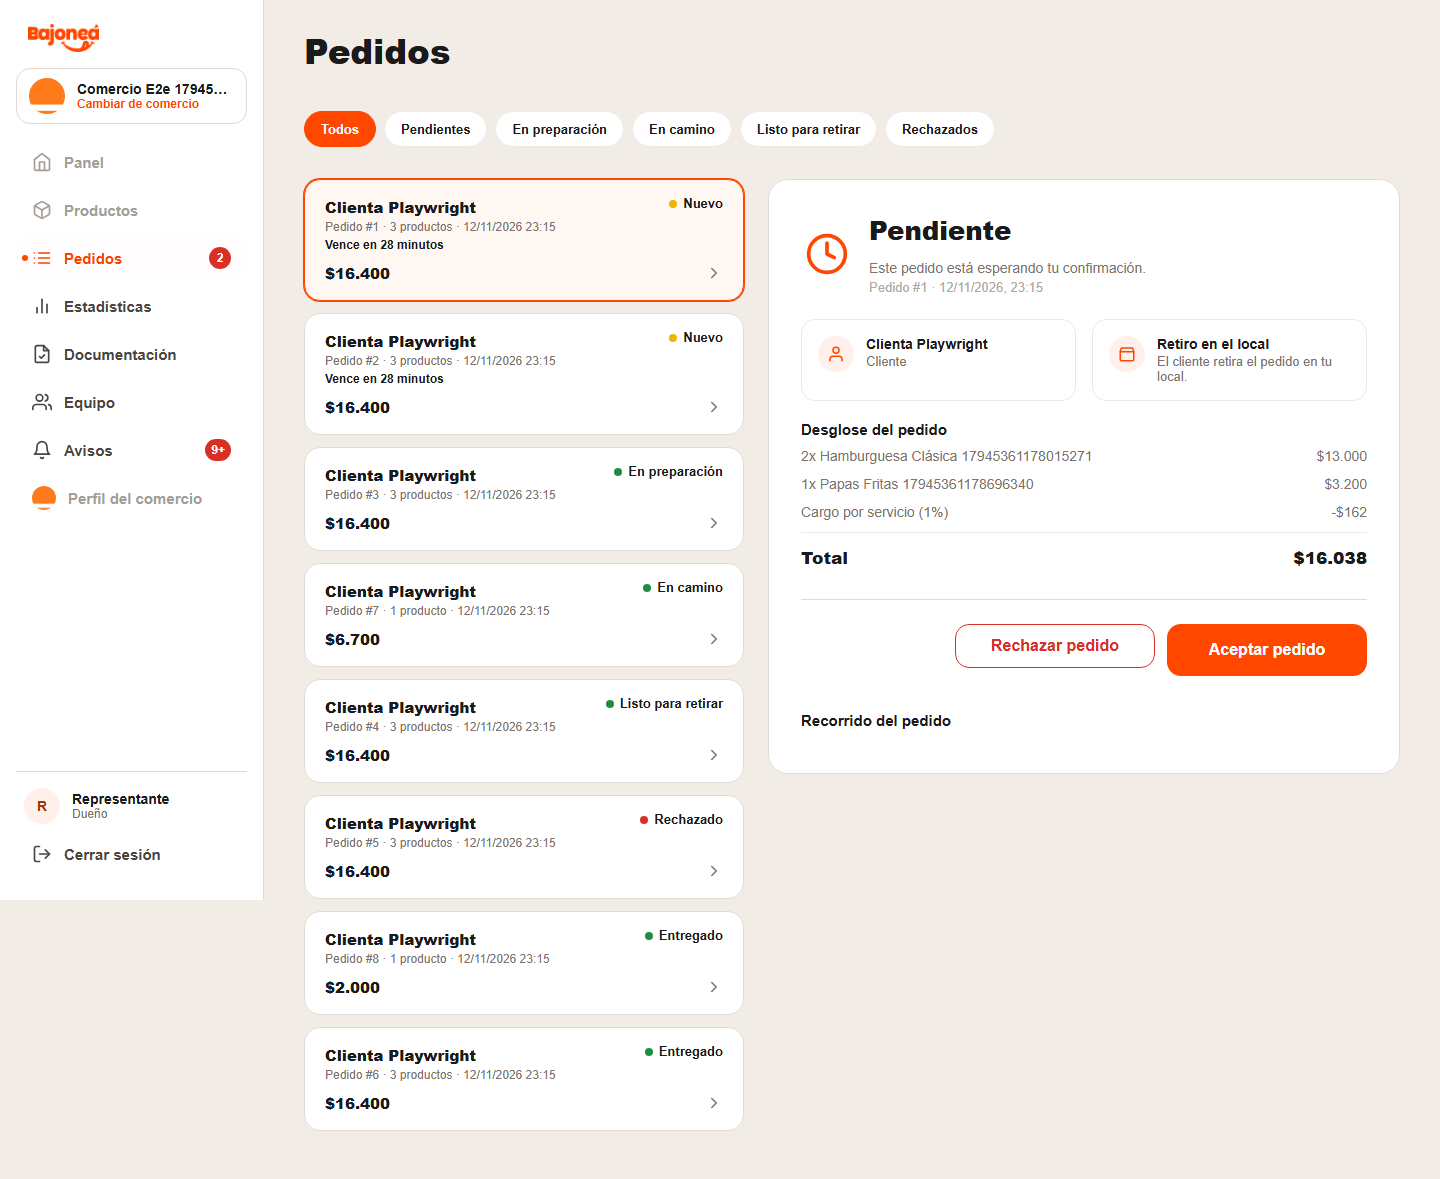 Bajoneá
Comercio E2e 17945...
Cambiar de comercio
Panel
Productos
Pedidos 2
Estadísticas
Documentación
Equipo
Avisos 9+
Perfil del comercio
R
Representante
Dueño
Cerrar sesión
Pedidos
Todos Pendientes En preparación En camino Listo para retirar Rechazados
Clienta Playwright Nuevo
Pedido #1 · 3 productos · 12/11/2026 23:15
Vence en 28 minutos
$16.400
Clienta Playwright Nuevo
Pedido #2 · 3 productos · 12/11/2026 23:15
Vence en 28 minutos
$16.400
Clienta Playwright En preparación
Pedido #3 · 3 productos · 12/11/2026 23:15
$16.400
Clienta Playwright En camino
Pedido #7 · 1 producto · 12/11/2026 23:15
$6.700
Clienta Playwright Listo para retirar
Pedido #4 · 3 productos · 12/11/2026 23:15
$16.400
Clienta Playwright Rechazado
Pedido #5 · 3 productos · 12/11/2026 23:15
$16.400
Clienta Playwright Entregado
Pedido #8 · 1 producto · 12/11/2026 23:15
$2.000
Clienta Playwright Entregado
Pedido #6 · 3 productos · 12/11/2026 23:15
$16.400
Pendiente
Este pedido está esperando tu confirmación.
Pedido #1 · 12/11/2026, 23:15
Clienta Playwright
Cliente
Retiro en el local
El cliente retira el pedido en tu
local.
Desglose del pedido
2x Hamburguesa Clásica 17945361178015271 $13.000
1x Papas Fritas 17945361178696340 $3.200
Cargo por servicio (1%) -$162
Total $16.038
Rechazar pedido Aceptar pedido
Recorrido del pedido